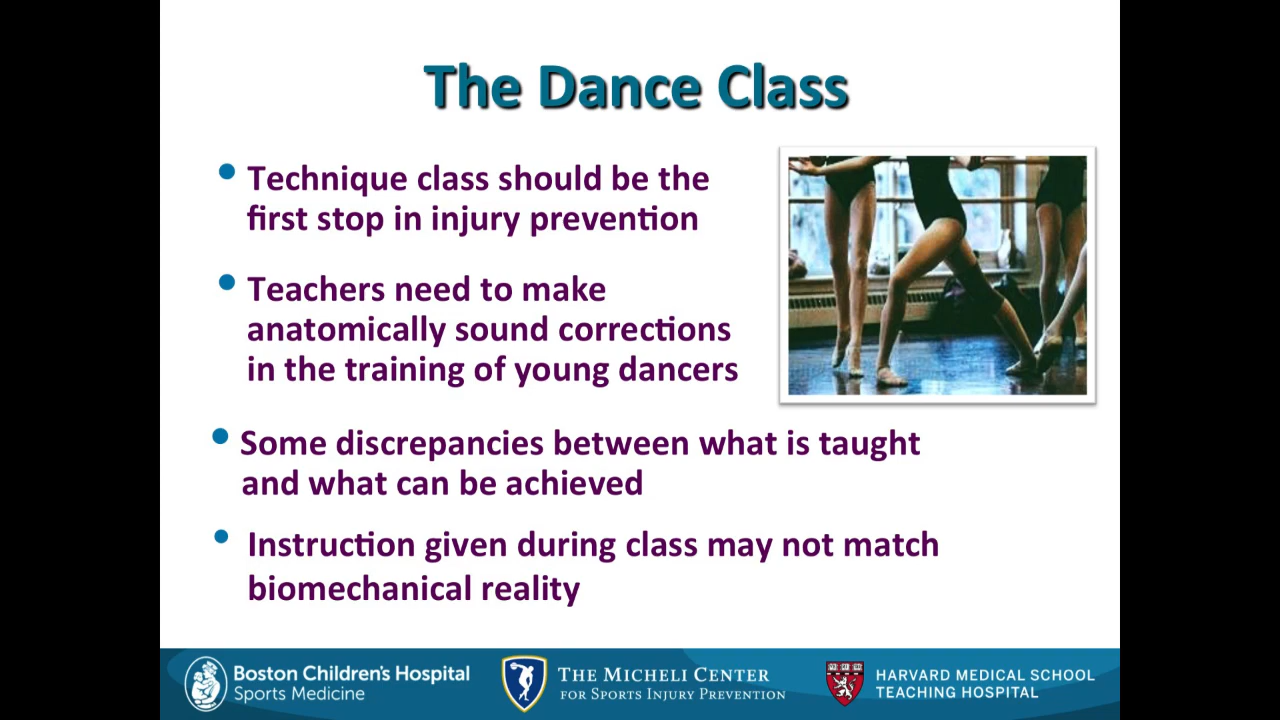 The Dance Class
• Technique class should be the
first stop in injury prevention
• Teachers need to make
anatomically sound corrections
in the training of young dancers
• Some discrepancies between what is taught
and what can be achieved
• Instruction given during class may not match
biomechanical reality
Boston Children's Hospital
Sports Medicine
THE MICHELI CENTER
FOR SPORTS INJURY PREVENTION
HARVARD MEDICAL SCHOOL
TEACHING HOSPITAL